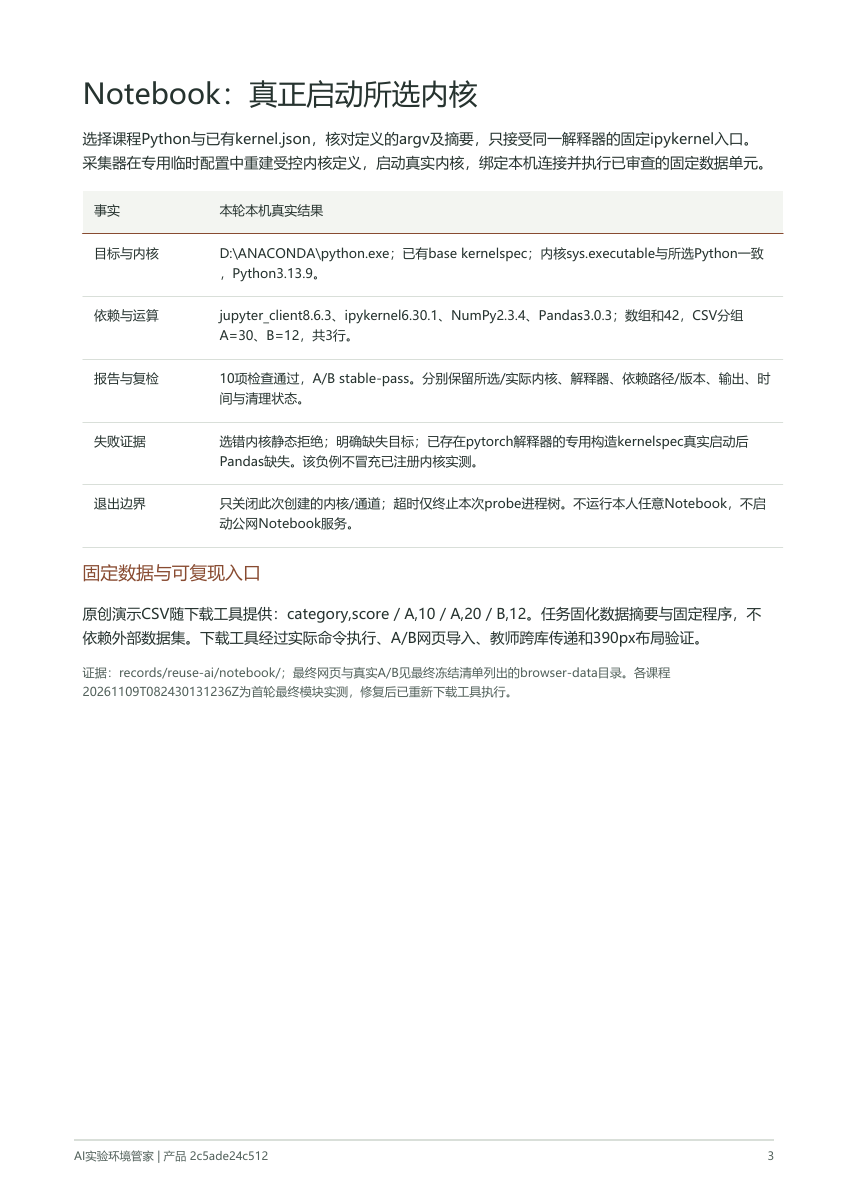 Notebook：真正启动所选内核
选择课程Python与已有kernel.json，核对定义的argv及摘要，只接受同一解释器的固定ipykernel入口。
采集器在专用临时配置中重建受控内核定义，启动真实内核，绑定本机连接并执行已审查的固定数据单元。
事实
本轮本机真实结果
目标与内核
D:\ANACONDA\python.exe；已有base kernelspec；内核sys.executable与所选Python一致
，Python3.13.9。
依赖与运算
jupyter_client8.6.3、ipykernel6.30.1、NumPy2.3.4、Pandas3.0.3；数组和42，CSV分组
A=30、B=12，共3行。
报告与复检
10项检查通过，A/B stable-pass。分别保留所选/实际内核、解释器、依赖路径/版本、输出、时
间与清理状态。
失败证据
选错内核静态拒绝；明确缺失目标；已存在pytorch解释器的专用构造kernelspec真实启动后
Pandas缺失。该负例不冒充已注册内核实测。
退出边界
只关闭此次创建的内核/通道；超时仅终止本次probe进程树。不运行本人任意Notebook，不启
动公网Notebook服务。
固定数据与可复现入口
原创演示CSV随下载工具提供：category,score / A,10 / A,20 / B,12。任务固化数据摘要与固定程序，不
依赖外部数据集。下载工具经过实际命令执行、A/B网页导入、教师跨库传递和390px布局验证。
证据：records/reuse-ai/notebook/；最终网页与真实A/B见最终冻结清单列出的browser-data目录。各课程
20261109T082430131236Z为首轮最终模块实测，修复后已重新下载工具执行。
AI实验环境管家 | 产品 2c5ade24c512
3